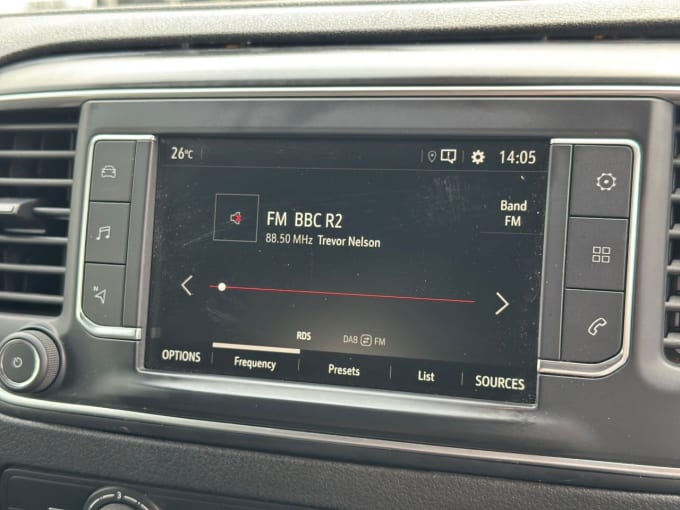 26°C
14:05
FM BBC R2
88.50 MHz Trevor Nelson
Band
FM
RDS
DAB FM
OPTIONS
Frequency
Presets
List
SOURCES
N
3